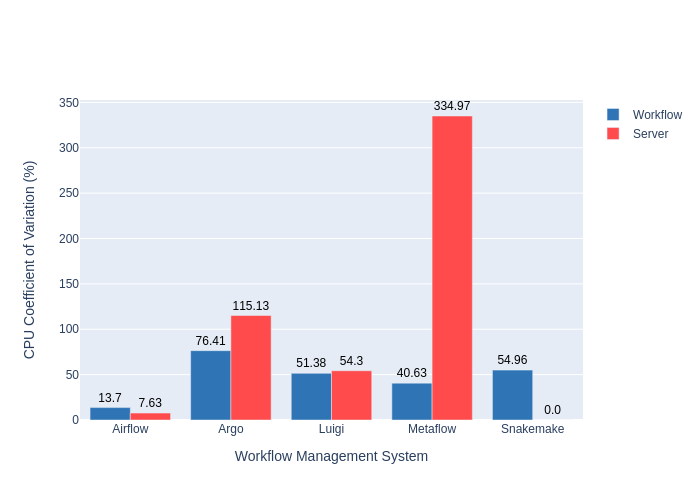 350
300
250
200
150
100
50
0
CPU Coefficient of Variation (%)
13.7
7.63
76.41
115.13
51.38
54.3
40.63
334.97
54.96
0.0
Airflow
Argo
Luigi
Metaflow
Snakemake
Workflow Management System
Workflow
Server